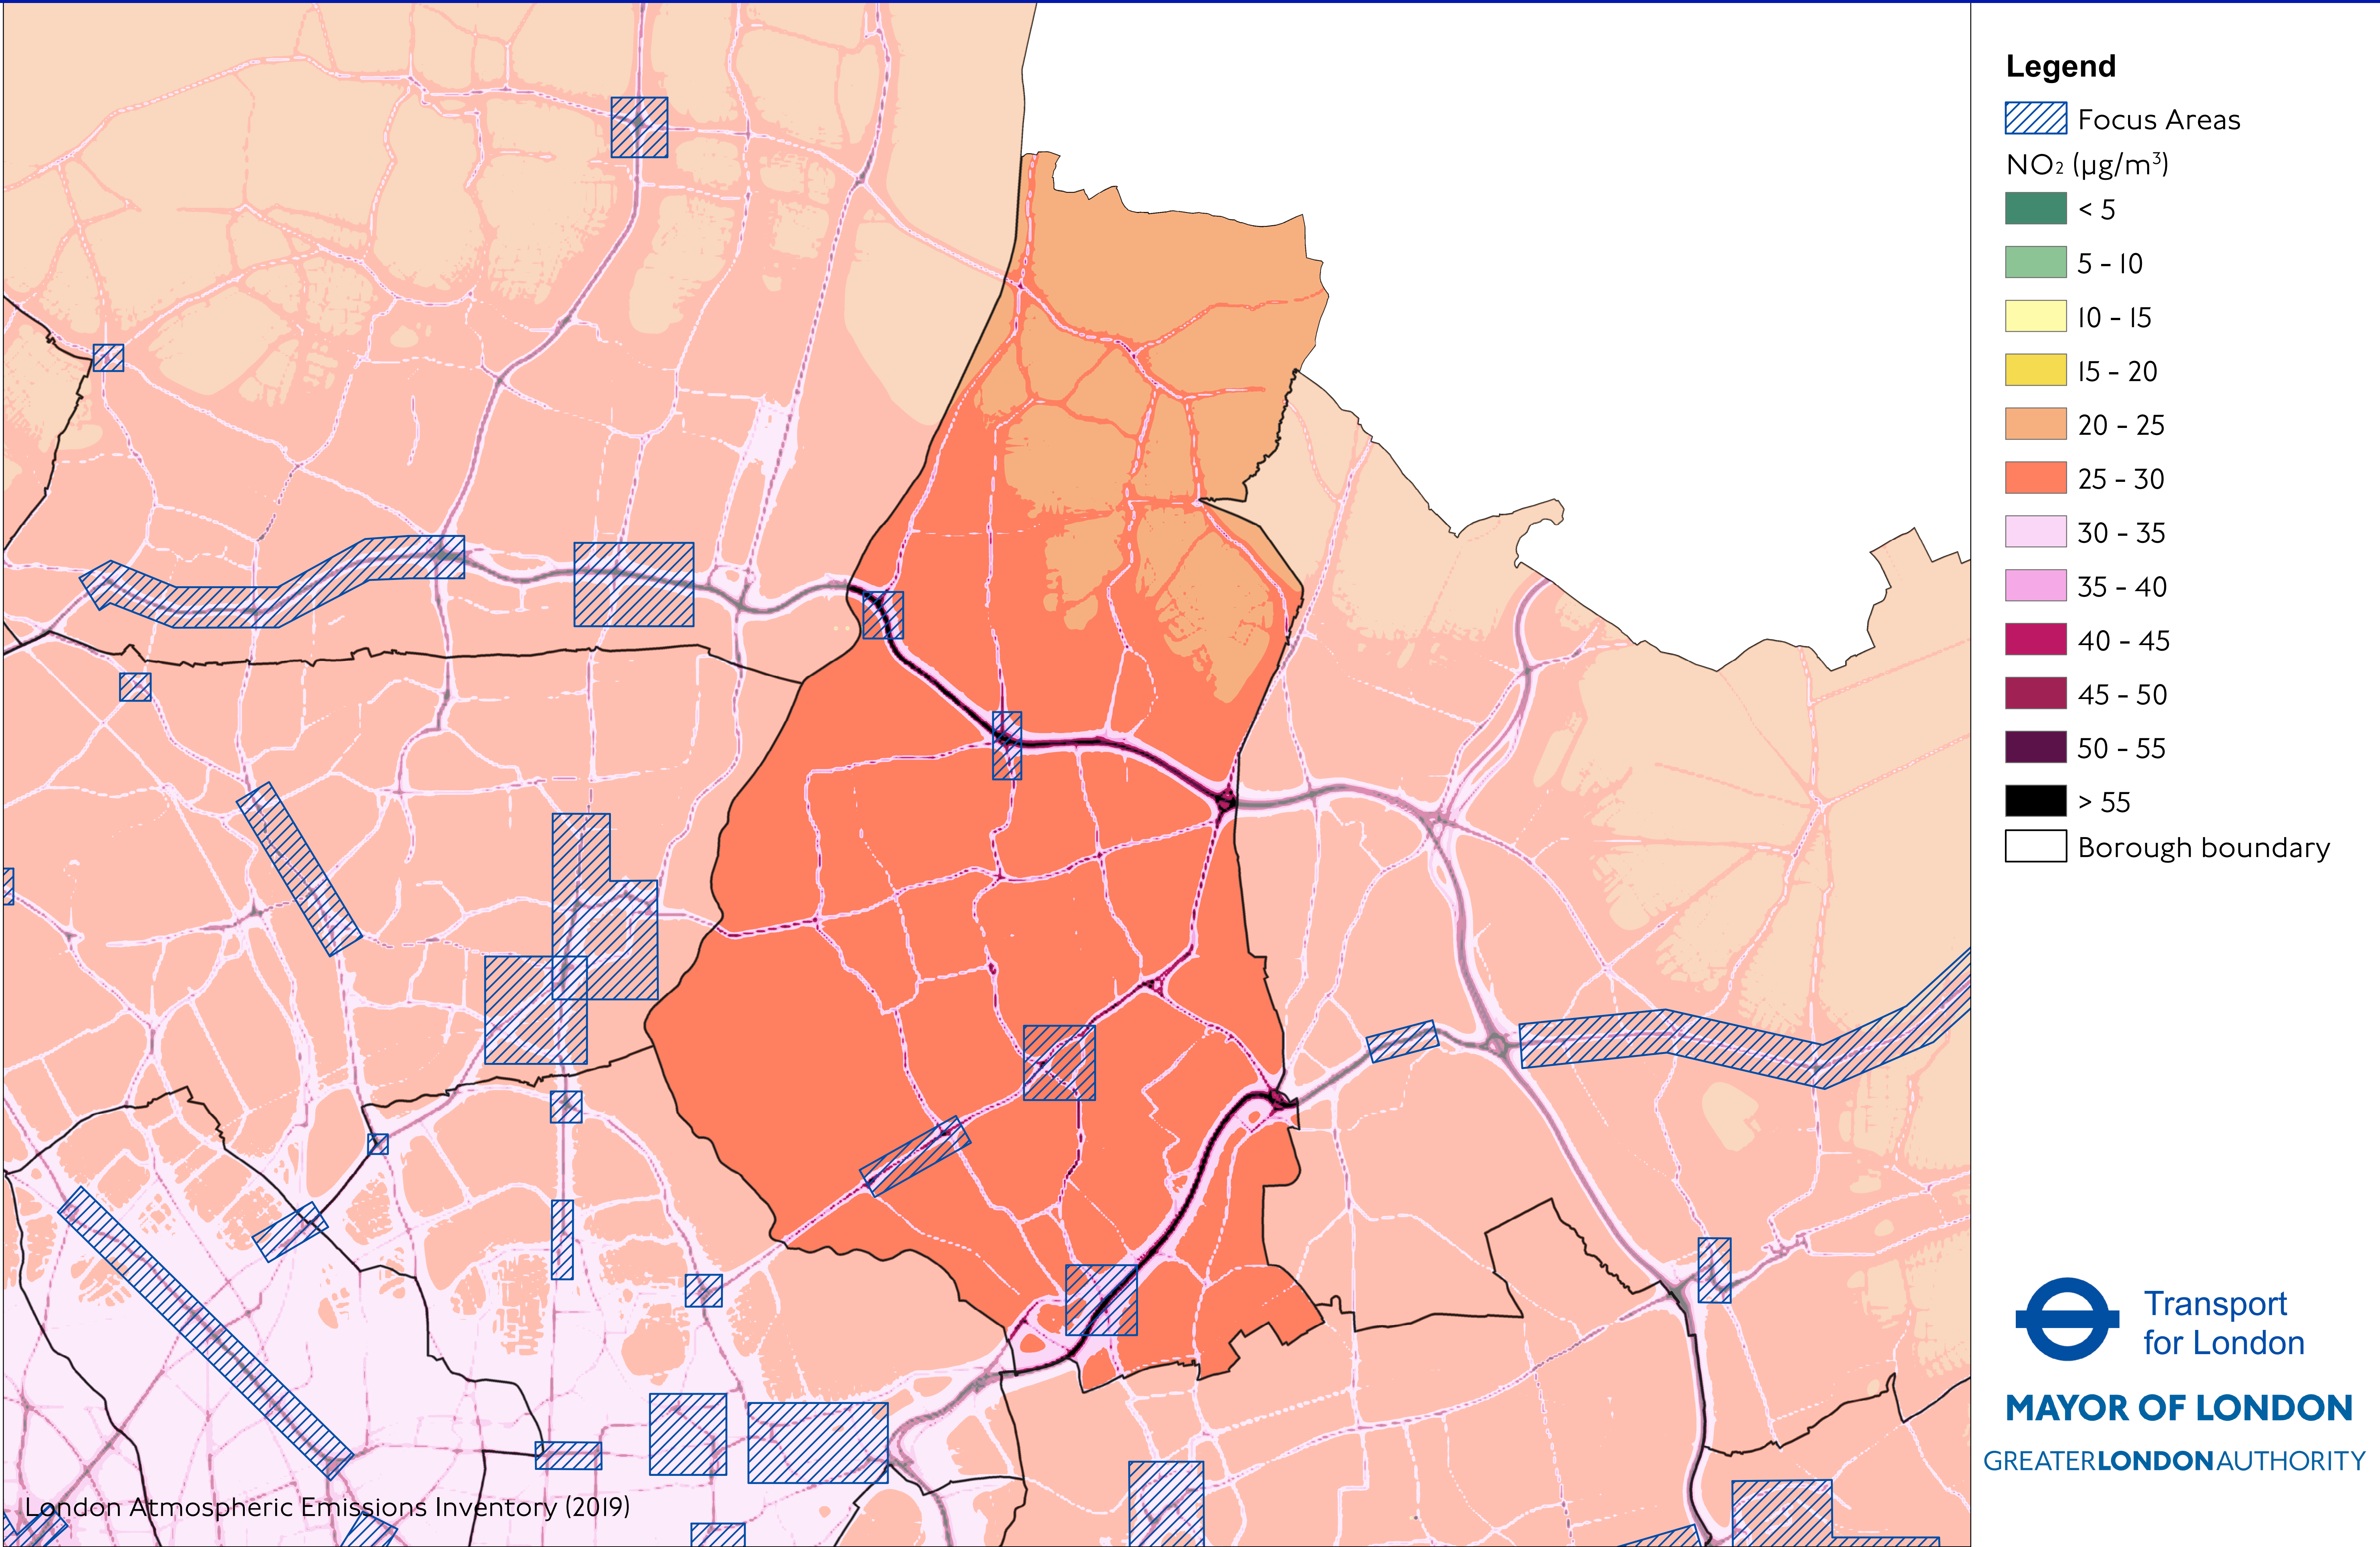 Legend
Focus Areas
NO₂ (µg/m³)
< 5
5 - 10
10 - 15
15 - 20
20 - 25
25 - 30
30 - 35
35 - 40
40 - 45
45 - 50
50 - 55
> 55
Borough boundary
Transport
for London
MAYOR OF LONDON
GREATERLONDONAUTHORITY
London Atmospheric Emissions Inventory (2019)